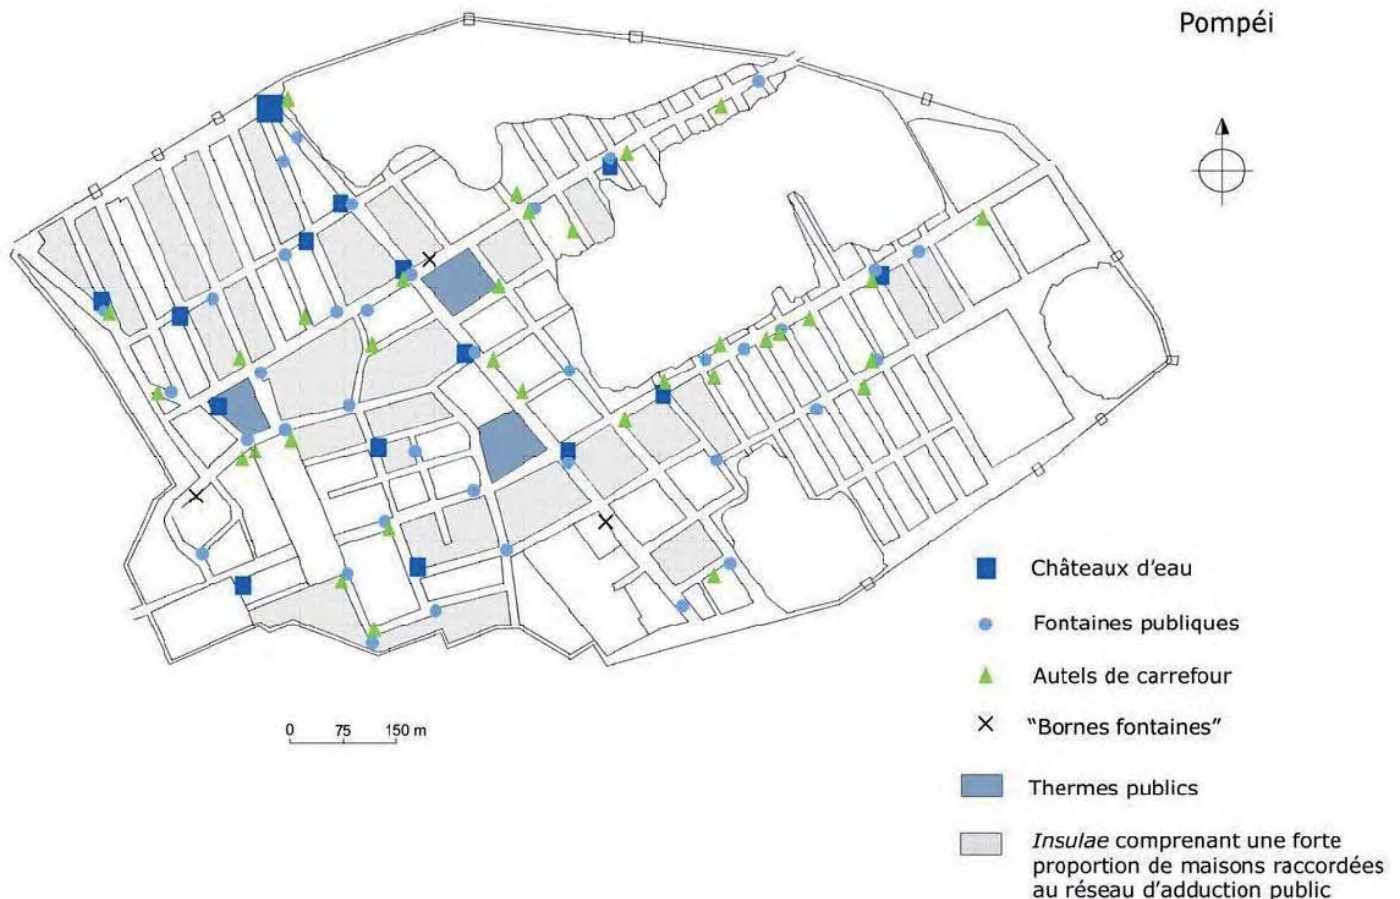 Pompéi
Châteaux d'eau
Fontaines publiques
Autels de carrefour
"Bornes fontaines"
0 75 150 m
Thermes publics
Insulae comprenant une forte
proportion de maisons raccordées
au réseau d'adduction public